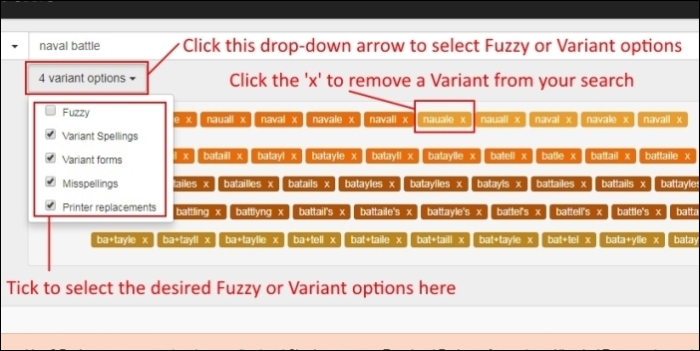 naval battle
Click this drop-down arrow to select Fuzzy or Variant options
4 variant options
Click the 'x' to remove a Variant from your search
Fuzzy
Variant Spellings
Variant forms
Misspellings
Printer replacements
e x nauall x naval x navale x navall x nauale x nauall x naval x navale x navall x
x bataill x batayl x batayle x batayll x bataylle x batell x batle x battail x battaile
tailes x batailles x batails x batayles x bataylles x batayls x battailes x battails x
battling x battlyng x battail's x battaile's x battayle's x battel's x battell's x battle's x
ba+tayle x ba+tayll x ba+taylle x ba+tell x bat+taile x bat+taill x bat+tayle x bat+tel x bata+ylle x batay
Tick to select the desired Fuzzy or Variant options here